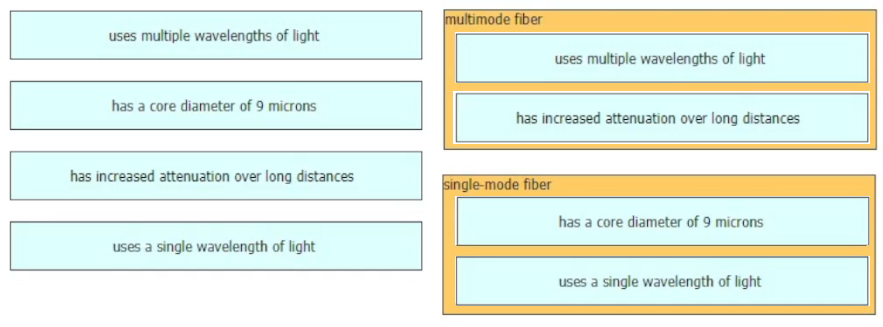 uses multiple wavelengths of light
has a core diameter of 9 microns
has increased attenuation over long distances
uses a single wavelength of light
multimode fiber
uses multiple wavelengths of light
has increased attenuation over long distances
single-mode fiber
has a core diameter of 9 microns
uses a single wavelength of light